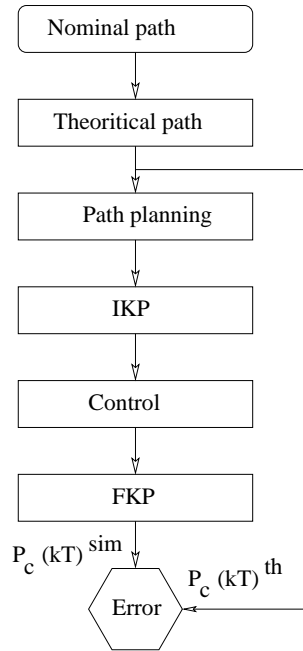 Nominal path
Theoritical path
Path planning
IKP
Control
FKP
P_c (kT)^sim
P_c (kT)^th
Error